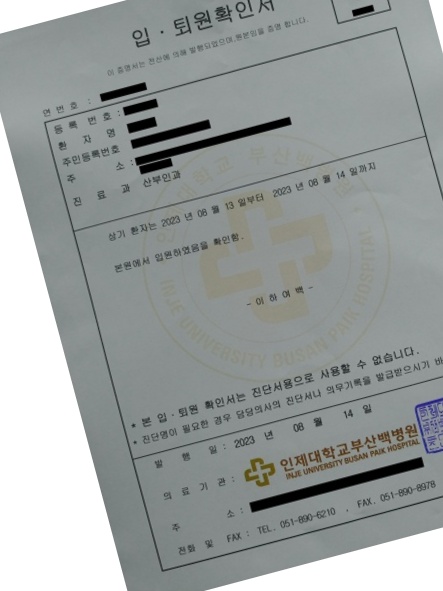 입 · 퇴원확인서
이 증명서는 전산에 의해 발행되었으며,원본임을 증명 합니다.
연 번 호 :
등 록 번 호 :
환 자 명
주민등록번호
주 소 :
진 료 과 산부인과
상기 환자는 2023 년 08 월 13 일부터 2023 년 08 월 14 일까지
본원에서 입원하였음을 확인함.
- 이 하 여 백 -
INJE UNIVERSITY BUSAN PAIK HOSPITAL
* 본 입 · 퇴원 확인서는 진단서용으로 사용할 수 없습니다.
* 진단명이 필요한 경우 담당의사의 진단서나 의무기록을 발급받으시기 바
발 행 일 : 2023 년 08 월 14 일
의 료 기 관 : 인제대학교부산백병원
INJE UNIVERSITY BUSAN PAIK HOSPITAL
주 소 :
전화 및 FAX : TEL. 051-890-6210 , FAX. 051-890-8978